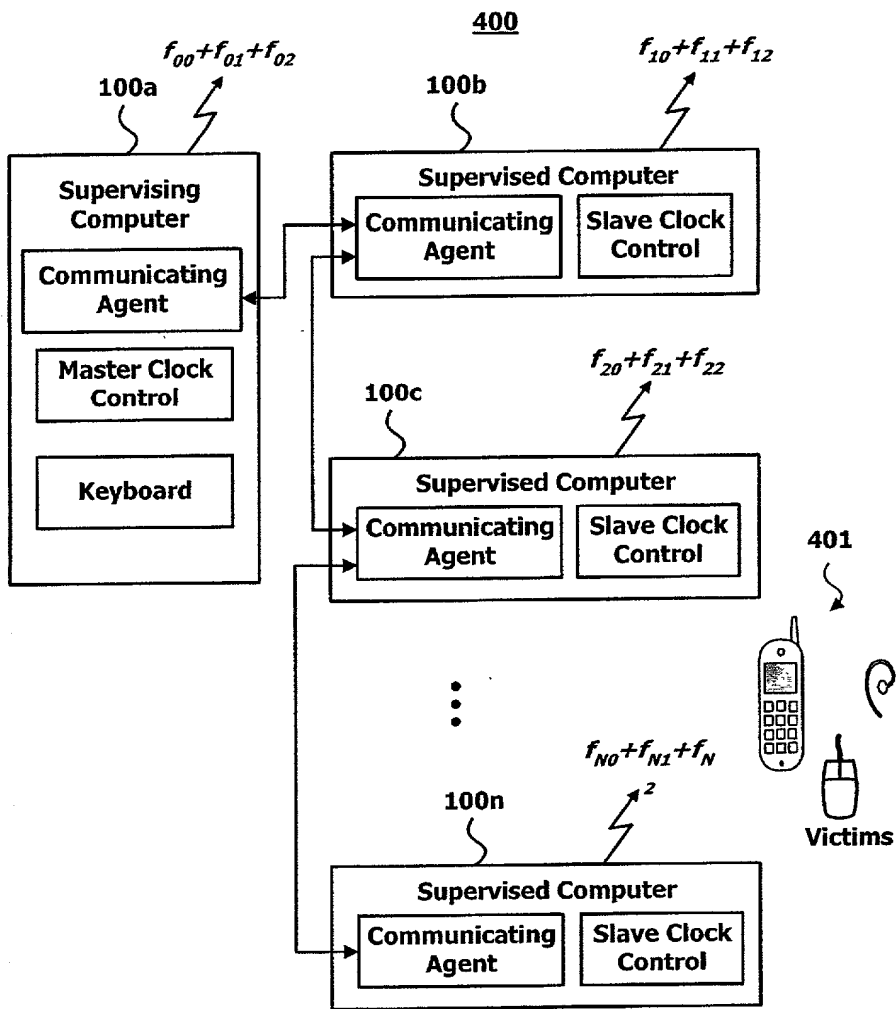 400
f00+f01+f02
100a
Supervising
Computer
Communicating
Agent
Master Clock
Control
Keyboard
f10+f11+f12
100b
Supervised Computer
Communicating
Agent
Slave Clock
Control
f20+f21+f22
100c
Supervised Computer
Communicating
Agent
Slave Clock
Control
401
Victims
fN0+fN1+fN
2
100n
Supervised Computer
Communicating
Agent
Slave Clock
Control